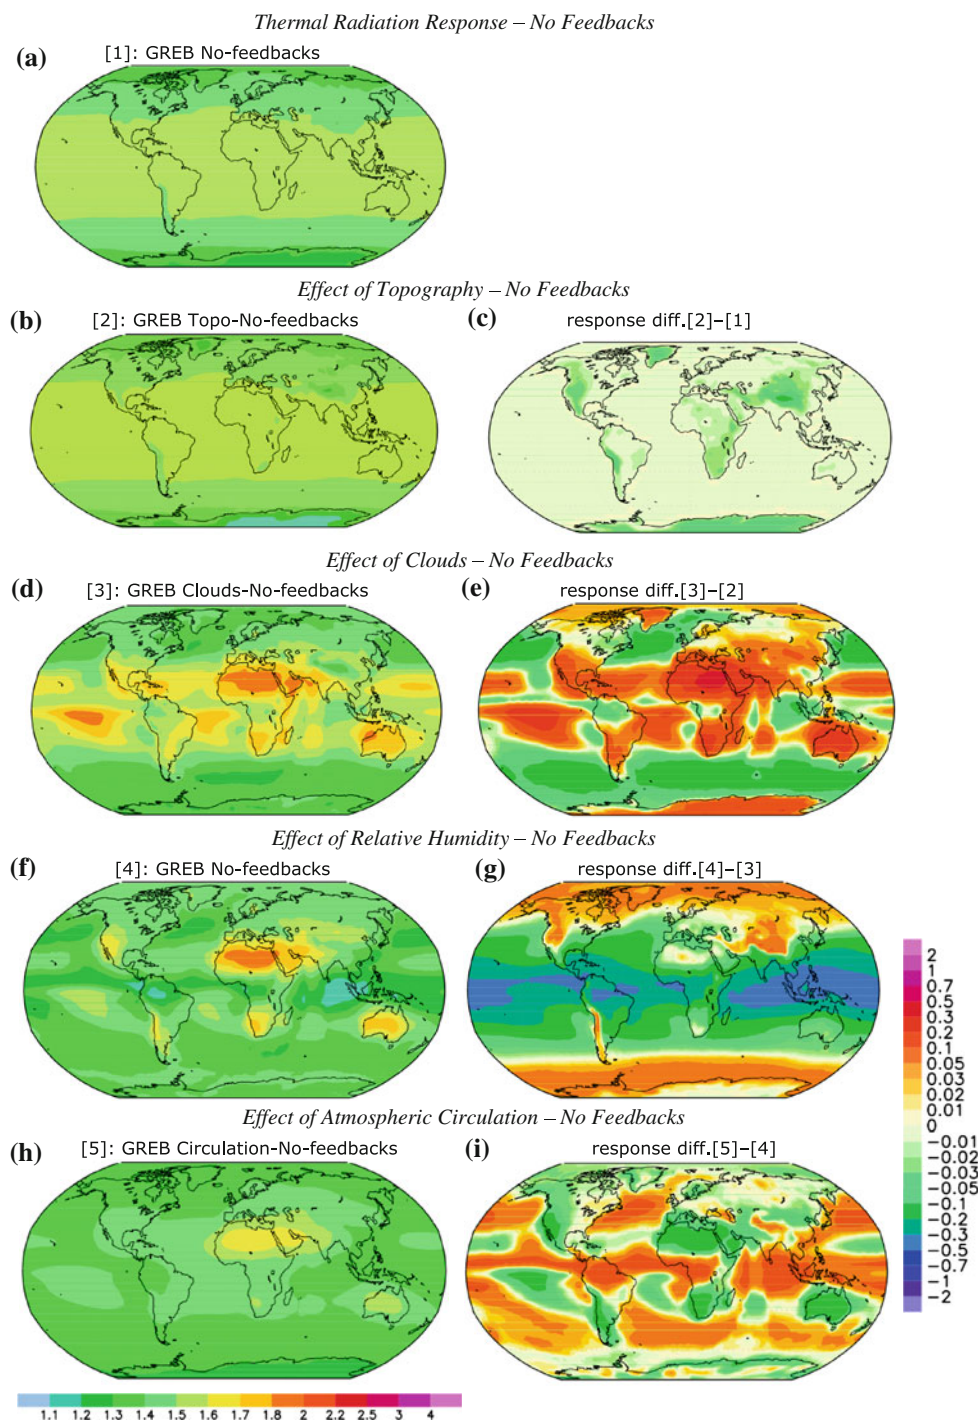 Thermal Radiation Response – No Feedbacks
(a) [1]: GREB No-feedbacks
Effect of Topography – No Feedbacks
(b) [2]: GREB Topo-No-feedbacks
(c) response diff.[2]-[1]
Effect of Clouds – No Feedbacks
(d) [3]: GREB Clouds-No-feedbacks
(e) response diff.[3]-[2]
Effect of Relative Humidity – No Feedbacks
(f) [4]: GREB No-feedbacks
(g) response diff.[4]-[3]
2
1
0.7
0.5
0.3
0.2
0.1
0.05
0.03
0.02
0.01
0
-0.01
-0.02
-0.03
-0.05
-0.1
-0.2
-0.3
-0.5
-0.7
-1
-2
Effect of Atmospheric Circulation – No Feedbacks
(h) [5]: GREB Circulation-No-feedbacks
(i) response diff.[5]-[4]
1.1 1.2 1.3 1.4 1.5 1.6 1.7 1.8 2 2.2 2.5 3 4